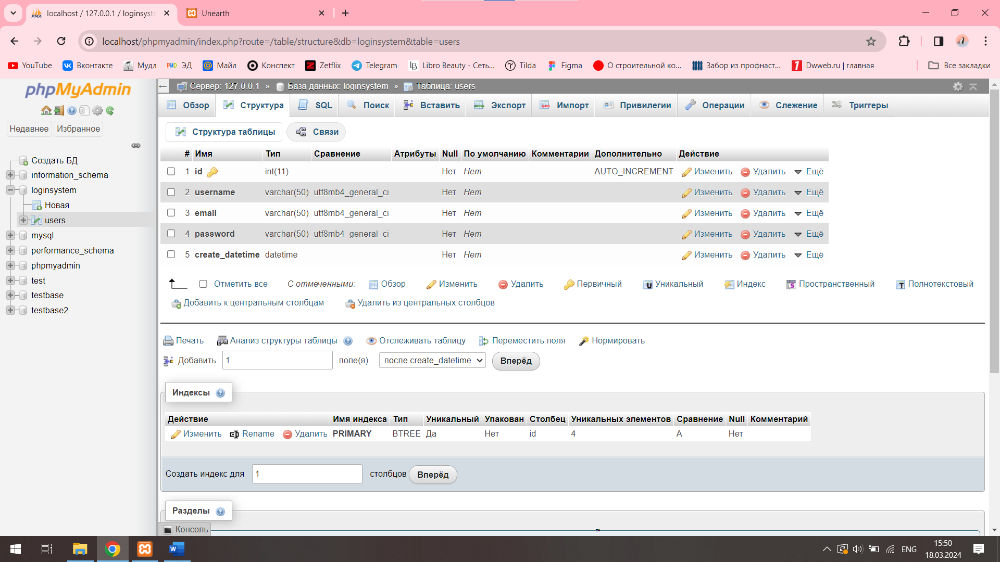 localhost / 127.0.0.1 / loginsyste
Unearth
localhost/phpmyadmin/index.php?route=/table/structure&db=loginsystem&table=users
YouTube Вконтакте Мудл ЭД Майл Конспект Zetflix Telegram Libro Beauty - Сеть... Tilda Figma О строительной ко... Забор из профнаст... Dwweb.ru | главная Все закладки
phpMyAdmin
Недавнее Избранное
Создать БД
information_schema
loginsystem
Новая
users
mysql
performance_schema
phpmyadmin
test
testbase
testbase2
Сервер: 127.0.0.1 » База данных: loginsystem » Таблица: users
Обзор Структура SQL Поиск Вставить Экспорт Импорт Привилегии Операции Слежение Триггеры
Структура таблицы Связи
# Имя Тип Сравнение Атрибуты Null По умолчанию Комментарии Дополнительно Действие
1 id int(11) Нет Нет AUTO_INCREMENT Изменить Удалить Ещё
2 username varchar(50) utf8mb4_general_ci Нет Нет Изменить Удалить Ещё
3 email varchar(50) utf8mb4_general_ci Нет Нет Изменить Удалить Ещё
4 password varchar(50) utf8mb4_general_ci Нет Нет Изменить Удалить Ещё
5 create_datetime datetime Нет Нет Изменить Удалить Ещё
Отметить все С отмеченными: Обзор Изменить Удалить Первичный Уникальный Индекс Пространственный Полнотекстовый
Добавить к центральным столбцам Удалить из центральных столбцов
Печать Анализ структуры таблицы Отслеживать таблицу Переместить поля Нормировать
Добавить 1 поле(я) после create_datetime Вперёд
Индексы
Действие Имя индекса Тип Уникальный Упакован Столбец Уникальных элементов Сравнение Null Комментарий
Изменить Rename Удалить PRIMARY BTREE Да Нет id 4 A Нет
Создать индекс для 1 столбцов Вперёд
Разделы
Консоль
ENG
15:50
18.03.2024